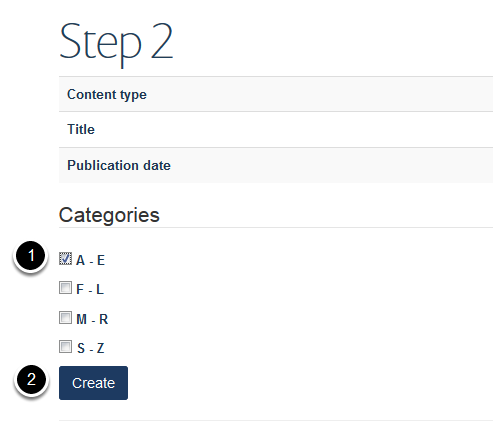 Step 2
Content type
Title
Publication date
Categories
1 A - E
F - L
M - R
S - Z
2 Create